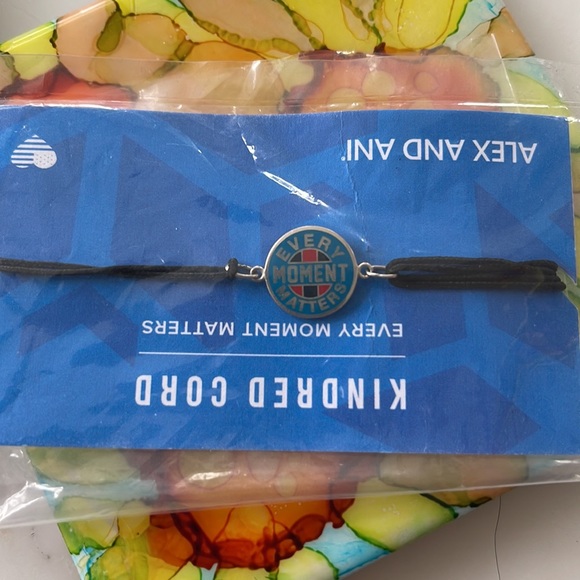 ALEX AND ANI®
EVERY
MOMENT
MATTERS
EVERY MOMENT MATTERS
KINDRED CORD